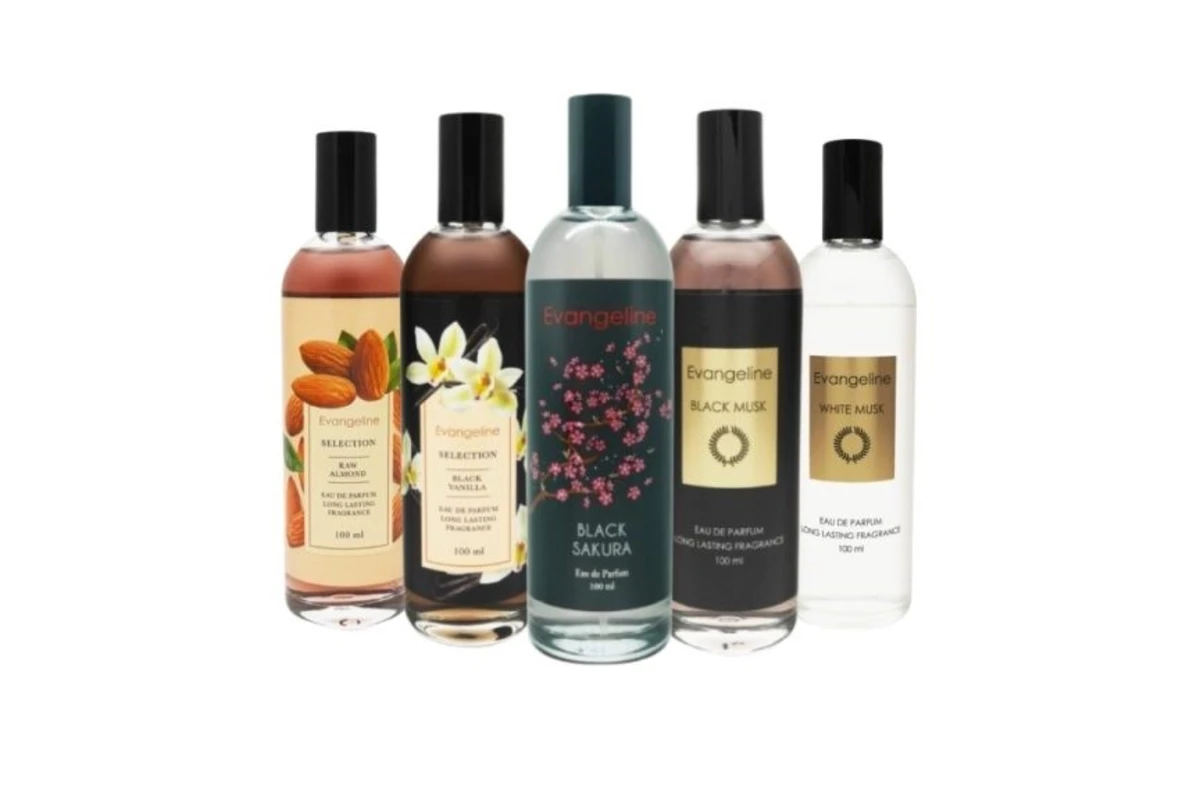 Evangeline
SELECTION
RAW
ALMOND
EAU DE PARFUM
LONG LASTING
FRAGRANCE
100 ml
Evangeline
SELECTION
BLACK
VANILLA
EAU DE PARFUM
LONG LASTING
FRAGRANCE
100 ml
Evangeline
BLACK
SAKURA
Eau de Parfum
100 ml
Evangeline
BLACK MUSK
EAU DE PARFUM
LONG LASTING FRAGRANCE
100 ml
Evangeline
WHITE MUSK
EAU DE PARFUM
LONG LASTING FRAGRANCE
100 ml